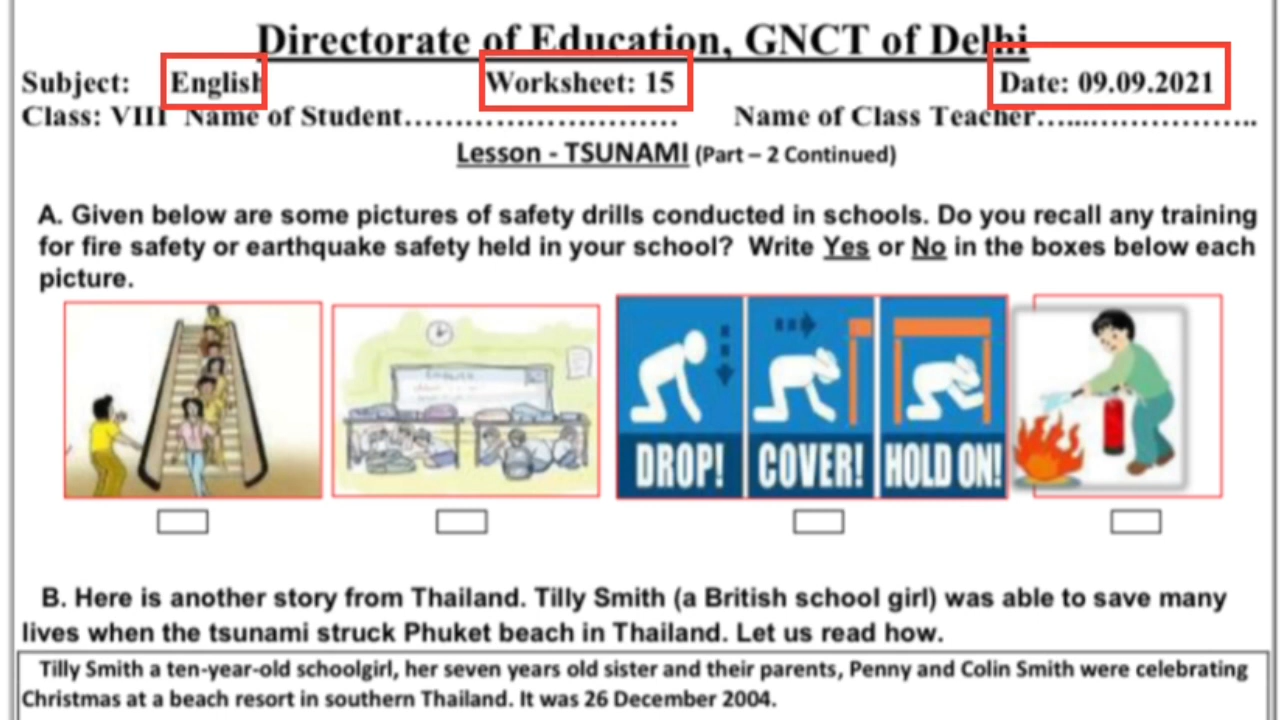 Directorate of Education, GNCT of Delhi
Subject: English Worksheet: 15 Date: 09.09.2021
Class: VIII Name of Student........................... Name of Class Teacher........................
Lesson - TSUNAMI (Part – 2 Continued)
A. Given below are some pictures of safety drills conducted in schools. Do you recall any training
for fire safety or earthquake safety held in your school? Write Yes or No in the boxes below each
picture.
DROP! COVER! HOLD ON!
B. Here is another story from Thailand. Tilly Smith (a British school girl) was able to save many
lives when the tsunami struck Phuket beach in Thailand. Let us read how.
Tilly Smith a ten-year-old schoolgirl, her seven years old sister and their parents, Penny and Colin Smith were celebrating
Christmas at a beach resort in southern Thailand. It was 26 December 2004.